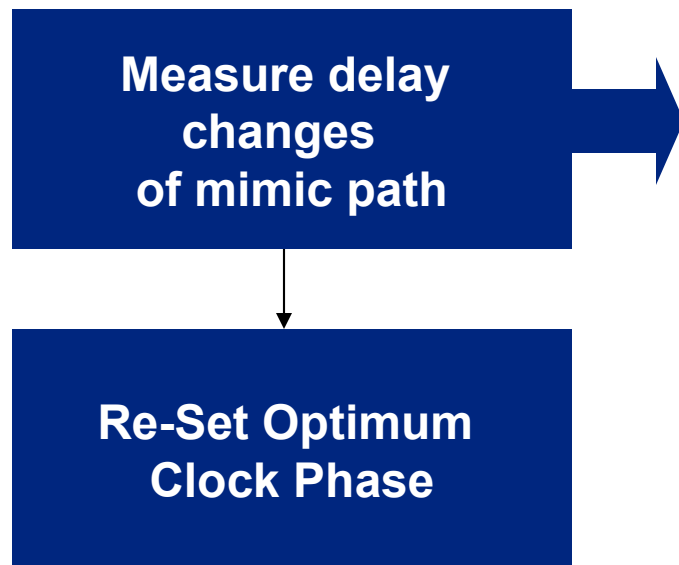 Measure delay
changes
of mimic path
Re-Set Optimum
Clock Phase